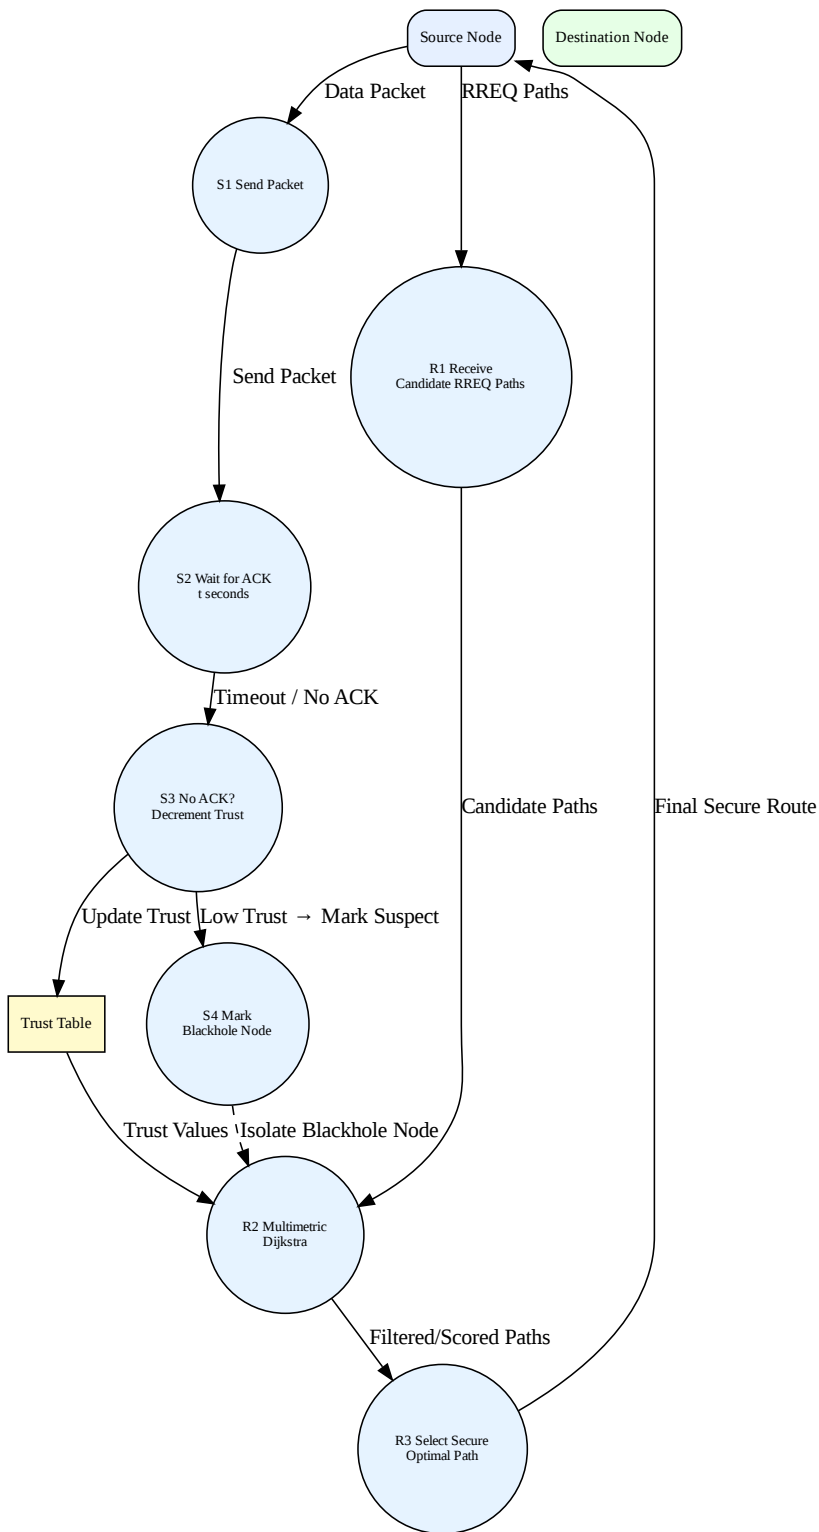 Source Node
Destination Node
Data Packet
RREQ Paths
S1 Send Packet
R1 Receive
Candidate RREQ Paths
Send Packet
S2 Wait for ACK
t seconds
Timeout / No ACK
S3 No ACK?
Decrement Trust
Candidate Paths
Final Secure Route
Update Trust
Low Trust → Mark Suspect
Trust Table
S4 Mark
Blackhole Node
Trust Values
Isolate Blackhole Node
R2 Multimetric
Dijkstra
Filtered/Scored Paths
R3 Select Secure
Optimal Path